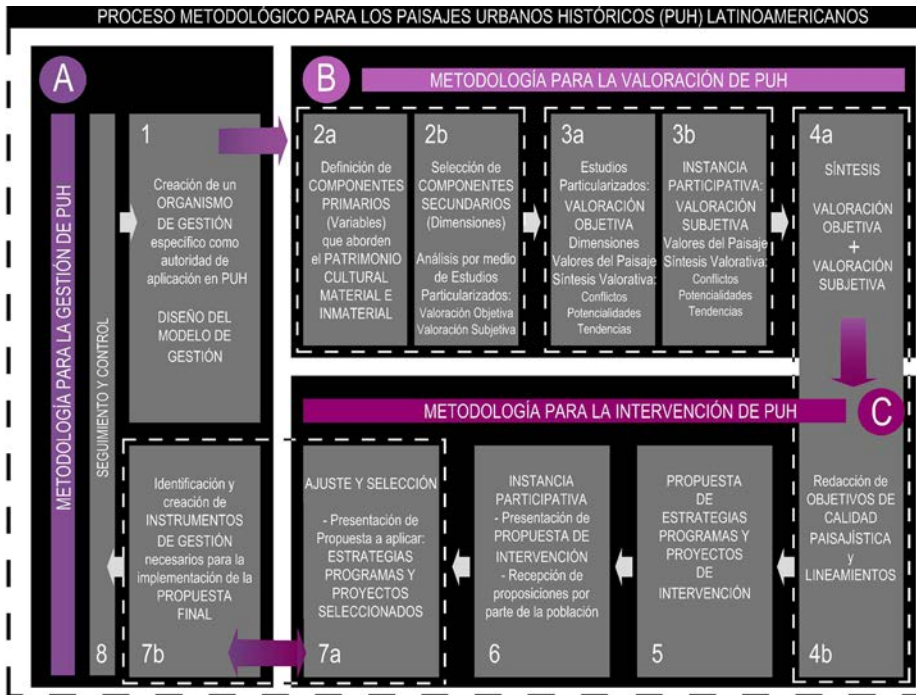 PROCESO METODOLÓGICO PARA LOS PAISAJES URBANOS HISTÓRICOS (PUH) LATINOAMERICANOS
A
METODOLOGÍA PARA LA GESTIÓN DE PUH
SEGUIMIENTO Y CONTROL
8
1
Creación de un
ORGANISMO
DE GESTIÓN
específico como
autoridad de
aplicación en PUH
DISEÑO DEL
MODELO DE
GESTIÓN
B
METODOLOGÍA PARA LA VALORACIÓN DE PUH
2a
Definición de
COMPONENTES
PRIMARIOS
(Variables)
que aborden
el PATRIMONIO
CULTURAL
MATERIAL E
INMATERIAL
2b
Selección de
COMPONENTES
SECUNDARIOS
(Dimensiones)
Análisis por medio
de Estudios
Particularizados:
Valoración Objetiva
Valoración Subjetiva
3a
Estudios
Particularizados:
VALORACIÓN
OBJETIVA
Dimensiones
Valores del Paisaje
Síntesis Valorativa:
Conflictos
Potencialidades
Tendencias
3b
INSTANCIA
PARTICIPATIVA:
VALORACIÓN
SUBJETIVA
Valores del Paisaje
Síntesis Valorativa:
Conflictos
Potencialidades
Tendencias
4a
SÍNTESIS
VALORACIÓN
OBJETIVA
+
VALORACIÓN
SUBJETIVA
METODOLOGÍA PARA LA INTERVENCIÓN DE PUH
C
Redacción de
OBJETIVOS DE
CALIDAD
PAISAJÍSTICA
y
LINEAMIENTOS
4b
PROPUESTA
DE
ESTRATEGIAS
PROGRAMAS Y
PROYECTOS
DE
INTERVENCIÓN
5
INSTANCIA
PARTICIPATIVA
- Presentación de
PROPUESTA DE
INTERVENCIÓN
- Recepción de
proposiciones por
parte de la población
6
AJUSTE Y SELECCIÓN
- Presentación de
Propuesta a aplicar:
ESTRATEGIAS
PROGRAMAS Y
PROYECTOS
SELECCIONADOS
7a
Identificación y
creación de
INSTRUMENTOS
DE GESTIÓN
necesarios para la
implementación de la
PROPUESTA
FINAL
7b